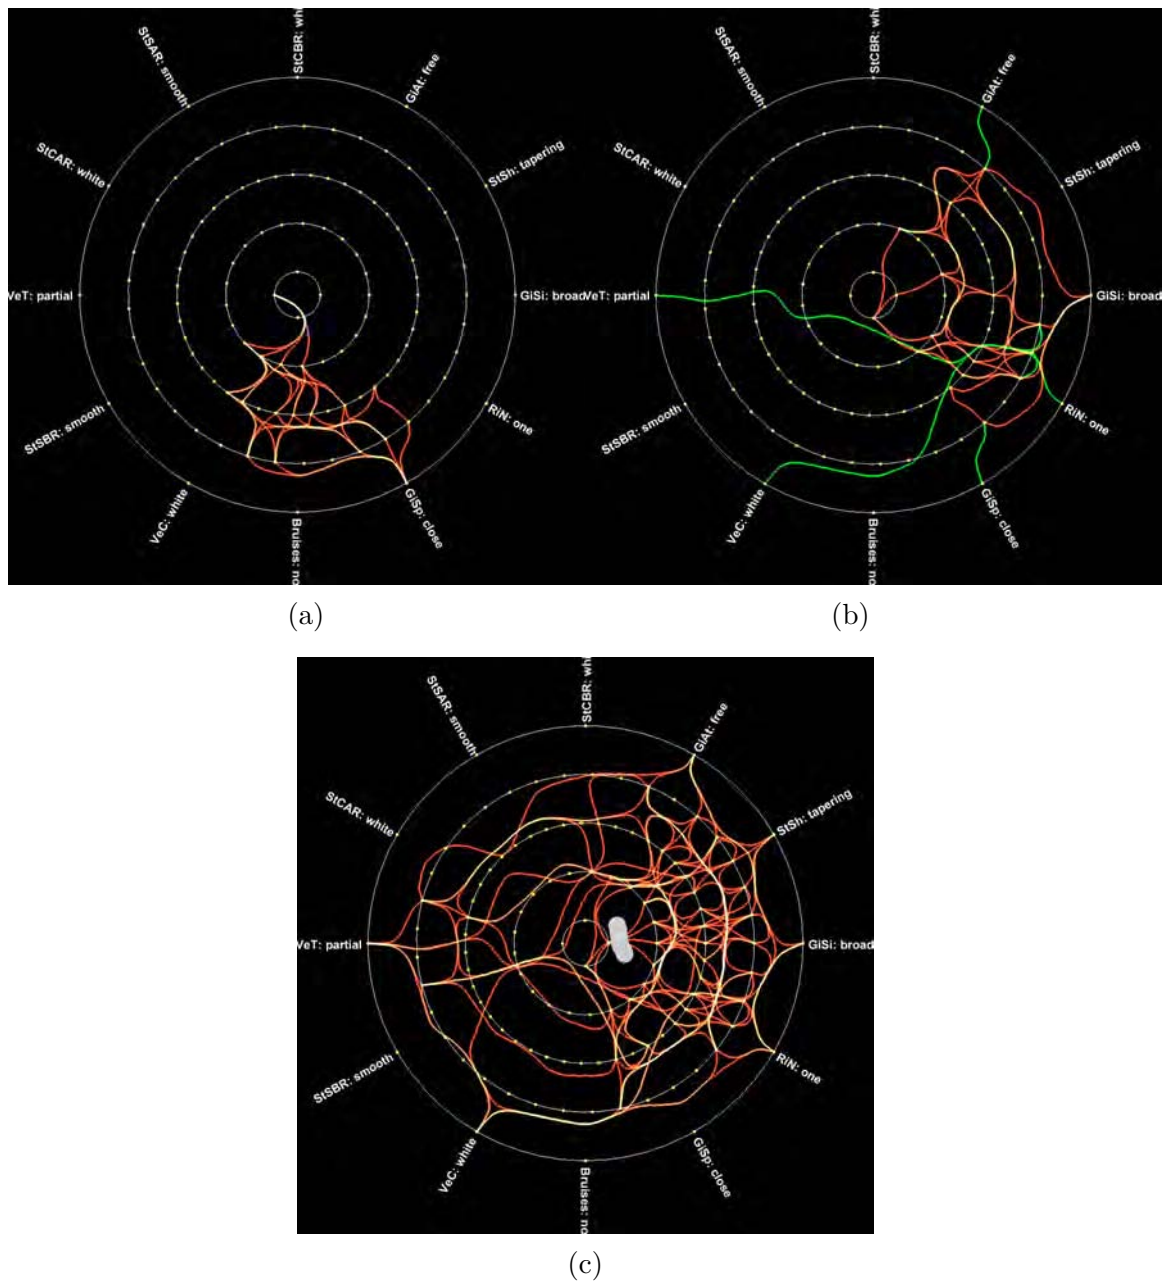 StCBR: whi
StSAR: smooth
GiAt: free
StCAR: white
StSh: tapering
VeT: partial
GiSi: broad
StSBR: smooth
RiN: one
VeC: white
GiSp: close
Bruises: no
(a)
StCBR: whi
StSAR: smooth
GiAt: free
StCAR: white
StSh: tapering
VeT: partial
GiSi: broad
StSBR: smooth
RiN: one
VeC: white
GiSp: close
Bruises: no
(b)
StCBR: whi
StSAR: smooth
GiAt: free
StCAR: white
StSh: tapering
VeT: partial
GiSi: broad
StSBR: smooth
RiN: one
VeC: white
GiSp: close
Bruises: no
(c)